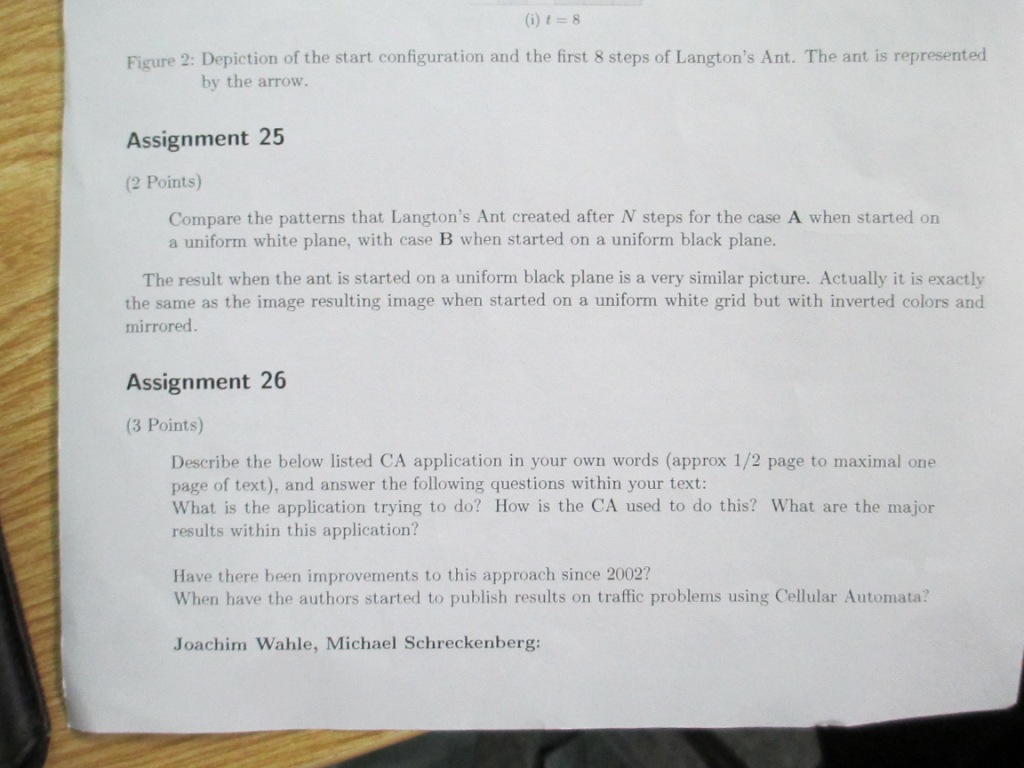 (i) t = 8
Figure 2: Depiction of the start configuration and the first 8 steps of Langton's Ant. The ant is represented
by the arrow.
Assignment 25
(2 Points)
Compare the patterns that Langton's Ant created after N steps for the case A when started on
a uniform white plane, with case B when started on a uniform black plane.
The result when the ant is started on a uniform black plane is a very similar picture. Actually it is exactly
the same as the image resulting image when started on a uniform white grid but with inverted colors and
mirrored.
Assignment 26
(3 Points)
Describe the below listed CA application in your own words (approx 1/2 page to maximal one
page of text), and answer the following questions within your text:
What is the application trying to do? How is the CA used to do this? What are the major
results within this application?
Have there been improvements to this approach since 2002?
When have the authors started to publish results on traffic problems using Cellular Automata?
Joachim Wahle, Michael Schreckenberg: